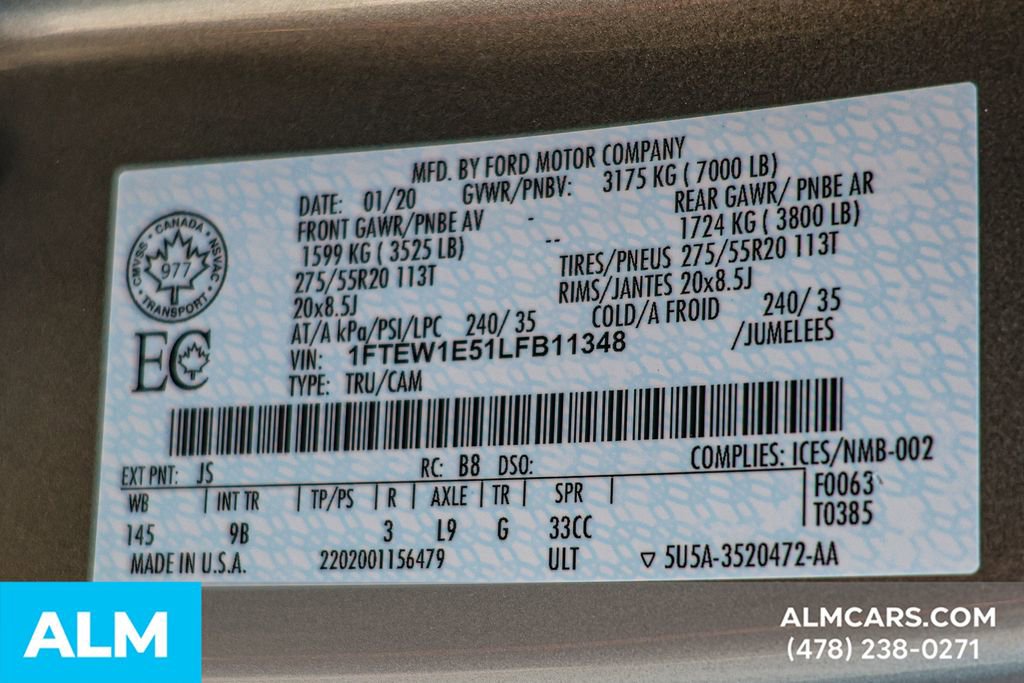 MFD. BY FORD MOTOR COMPANY
DATE: 01/20 GVWR/PNBV: 3175 KG ( 7000 LB)
FRONT GAWR/PNBE AV - REAR GAWR/ PNBE AR
1599 KG ( 3525 LB) -- 1724 KG ( 3800 LB)
275/55R20 113T TIRES/PNEUS 275/55R20 113T
20x8.5J RIMS/JANTES 20x8.5J
AT/A kPa/PSI/LPC 240/ 35 COLD/A FROID 240/ 35
VIN: 1FTEW1E51LFB11348 /JUMELEES
TYPE: TRU/CAM
CANADA
CMVSS NSVAC
977
TRANSPORT
EC
EXT PNT: JS RC: B8 DSO: COMPLIES: ICES/NMB-002
WB INT TR TP/PS R AXLE TR SPR F0063
145 9B 3 L9 G 33CC T0385
MADE IN U.S.A. 2202001156479 ULT ▽ 5U5A-3520472-AA
ALM
ALMCARS.COM
(478) 238-0271